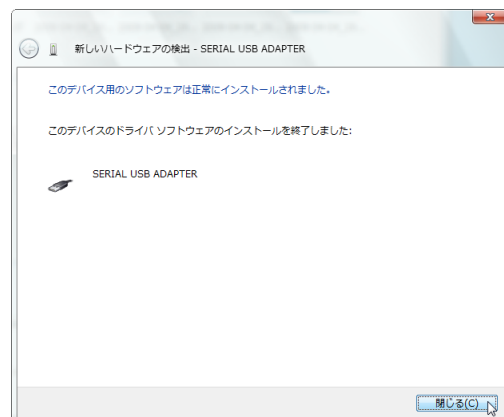 新しいハードウェアの検出 - SERIAL USB ADAPTER
このデバイス用のソフトウェアは正常にインストールされました。
このデバイスのドライバ ソフトウェアのインストールを終了しました:
SERIAL USB ADAPTER
閉じる(C)